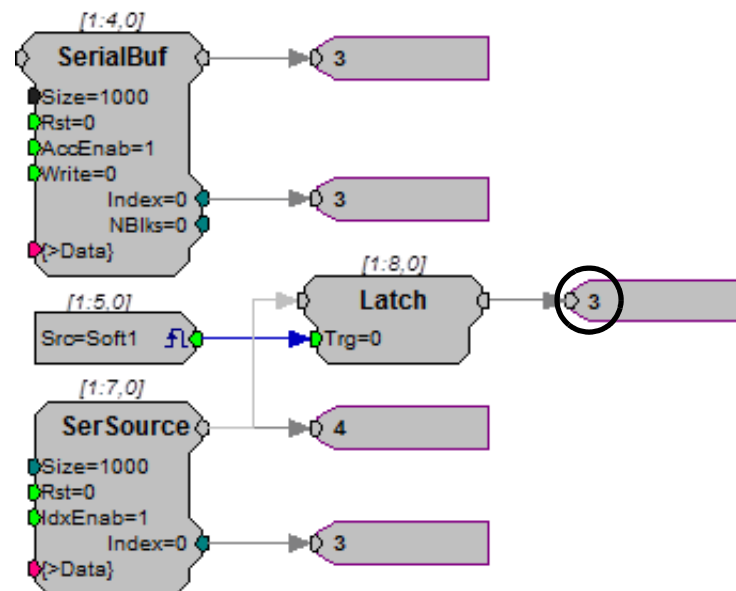 [1:4,0]
SerialBuf
3
Size=1000
Rst=0
AccEnab=1
Write=0
Index=0
3
NBlks=0
{>Data}
[1:8,0]
Latch
3
[1:5,0]
Src=Soft1
Trg=0
[1:7,0]
SerSource
4
Size=1000
Rst=0
IdxEnab=1
Index=0
3
{>Data}